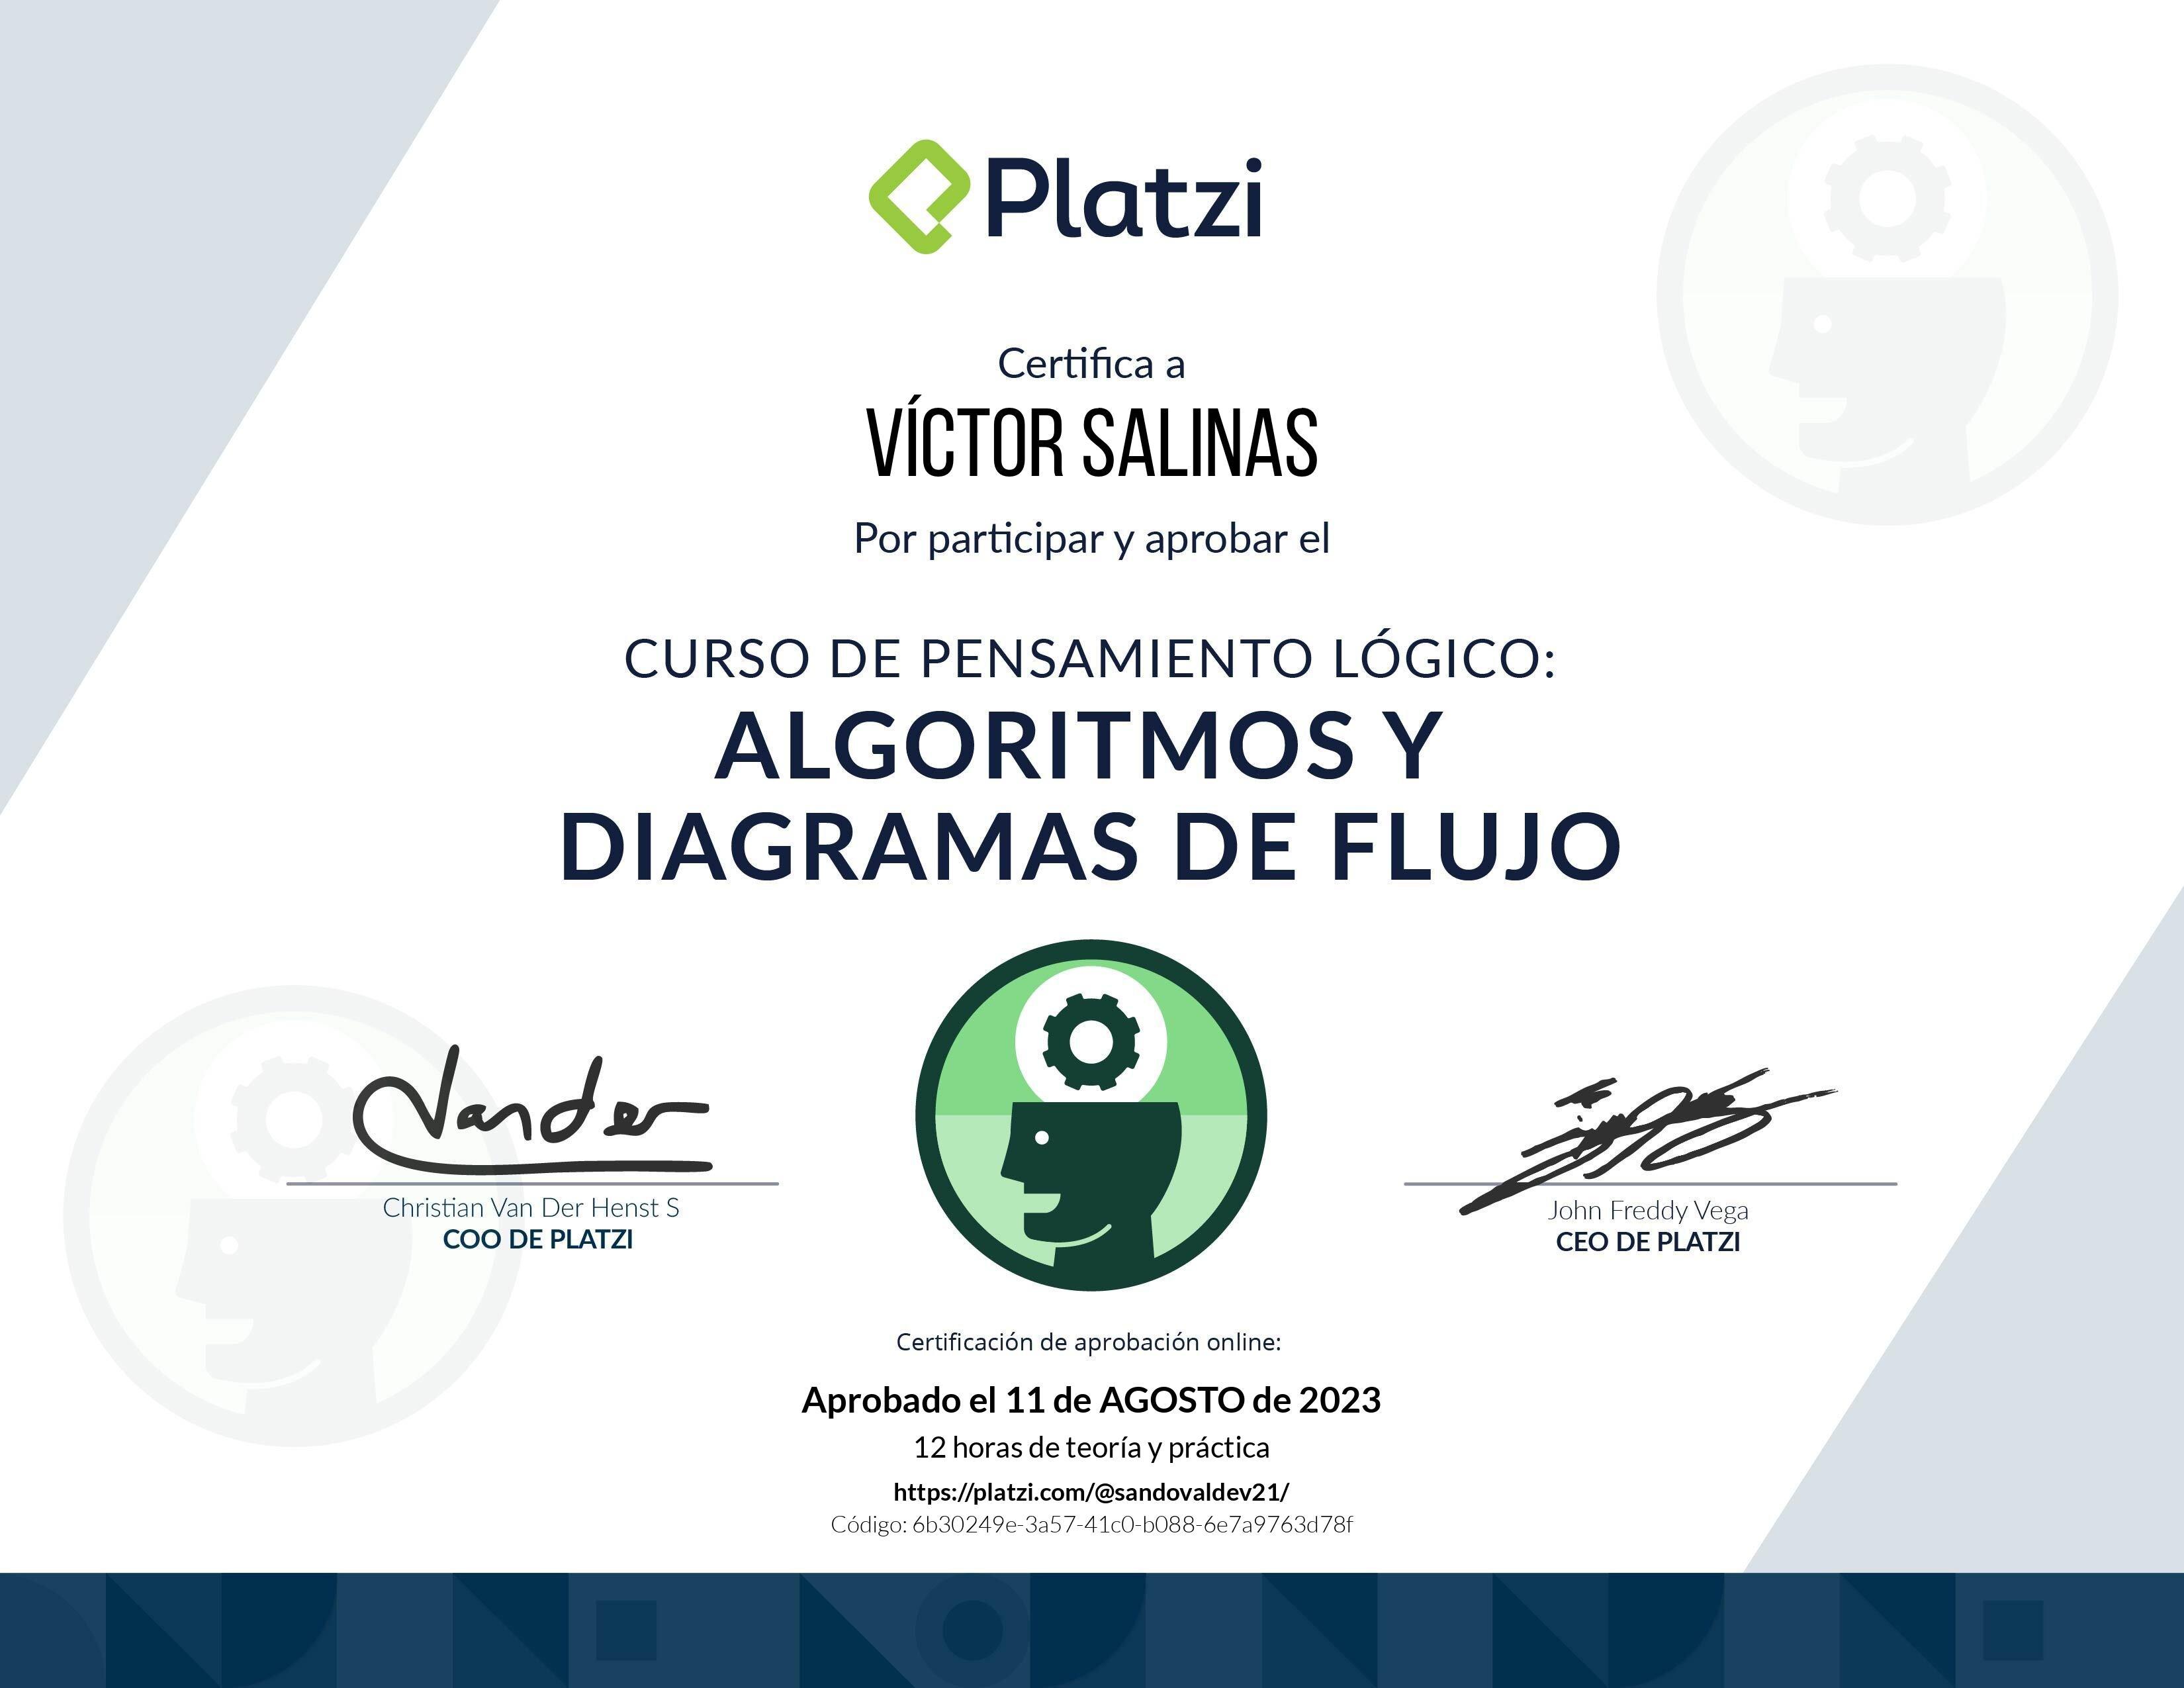 Platzi
Certifica a
VÍCTOR SALINAS
Por participar y aprobar el
CURSO DE PENSAMIENTO LÓGICO:
ALGORITMOS Y
DIAGRAMAS DE FLUJO
Vander
Christian Van Der Henst S
COO DE PLATZI
John Freddy Vega
CEO DE PLATZI
Certificación de aprobación online:
Aprobado el 11 de AGOSTO de 2023
12 horas de teoría y práctica
https://platzi.com/@sandovaldev21/
Código: 6b30249e-3a57-41c0-b088-6e7a9763d78f